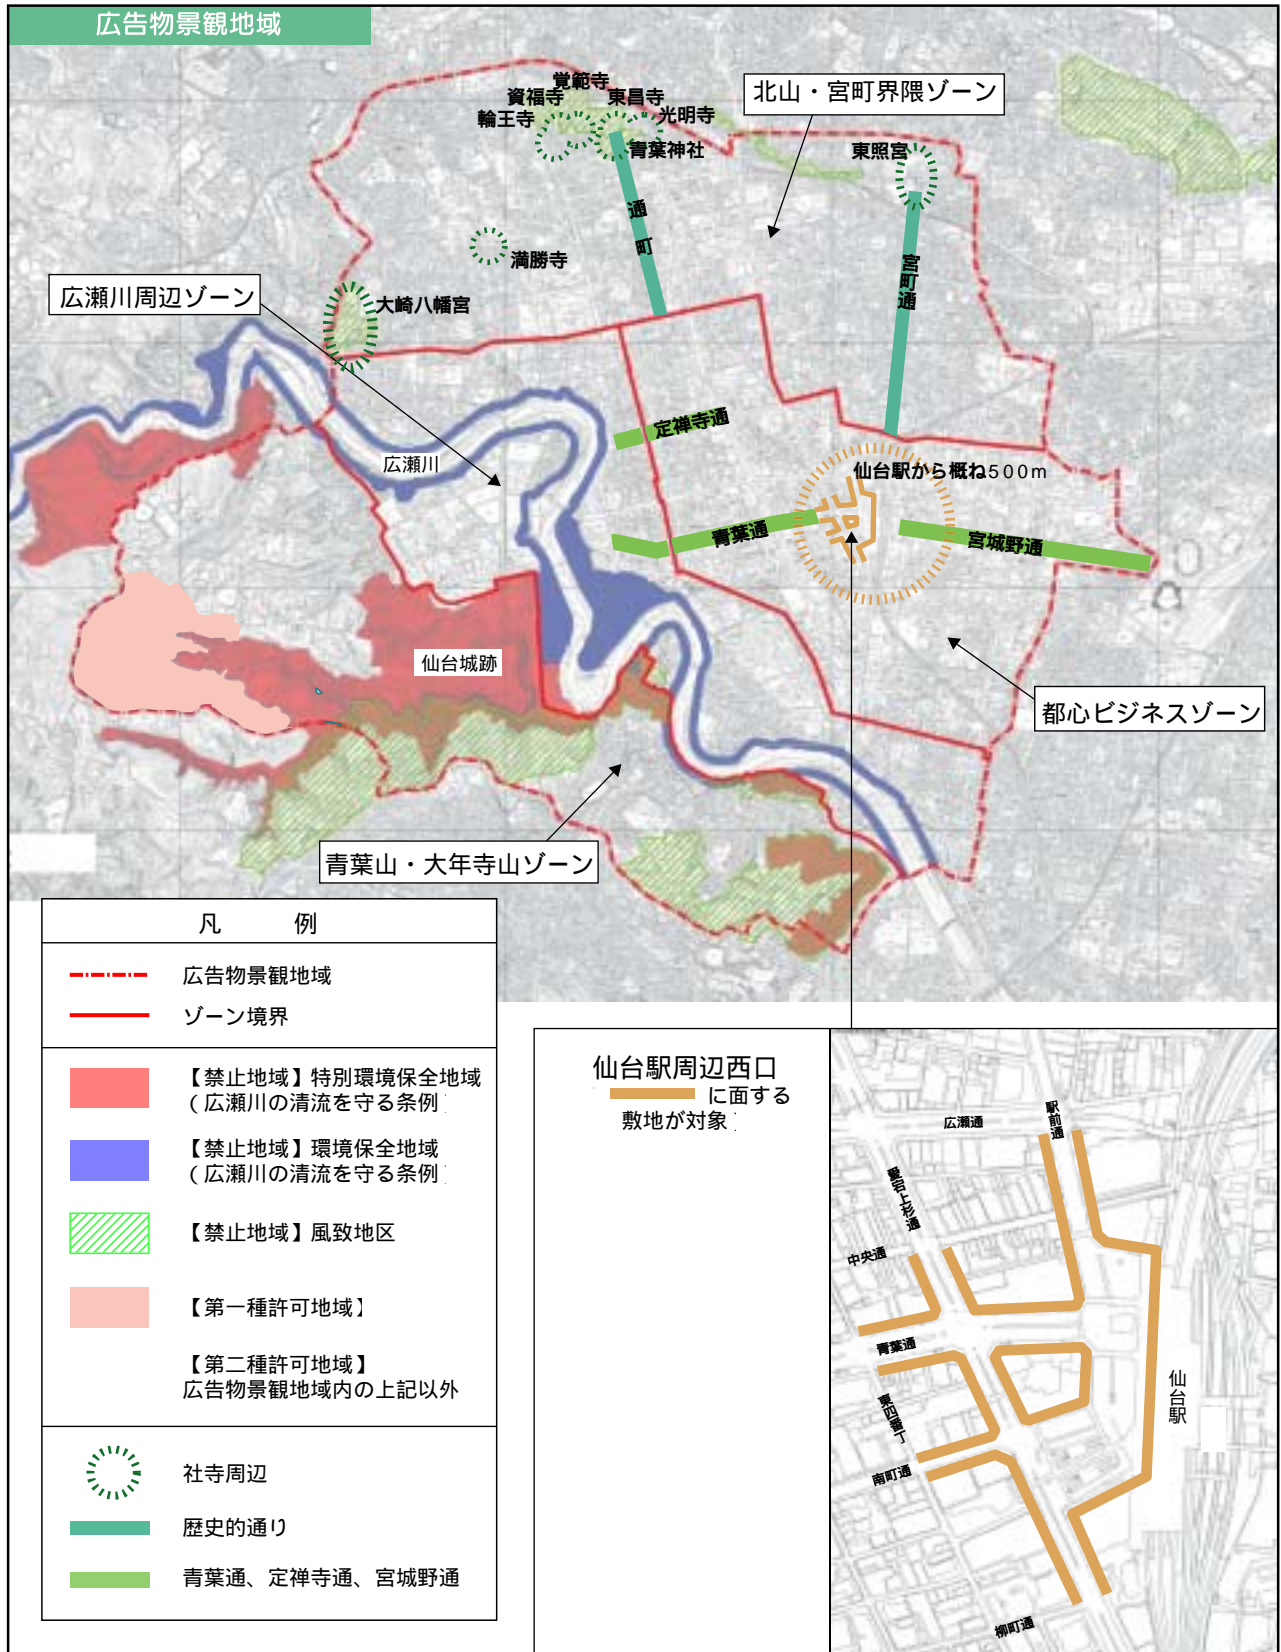 広告物景観地域
覚範寺
資福寺
東昌寺
輪王寺
光明寺
青葉神社
北山・宮町界隈ゾーン
東照宮
通町
満勝寺
宮町通
広瀬川周辺ゾーン
大崎八幡宮
定禅寺通
広瀬川
仙台駅から概ね500m
青葉通
宮城野通
仙台城跡
都心ビジネスゾーン
青葉山・大年寺山ゾーン
凡　例
広告物景観地域
ゾーン境界
【禁止地域】特別環境保全地域
（広瀬川の清流を守る条例
【禁止地域】環境保全地域
（広瀬川の清流を守る条例
【禁止地域】風致地区
【第一種許可地域】
【第二種許可地域】
広告物景観地域内の上記以外
社寺周辺
歴史的通り
青葉通、定禅寺通、宮城野通
仙台駅周辺西口
に面する
敷地が対象
広瀬通
駅前通
愛宕上杉通
中央通
青葉通
東四番丁
南町通
仙台駅
柳町通